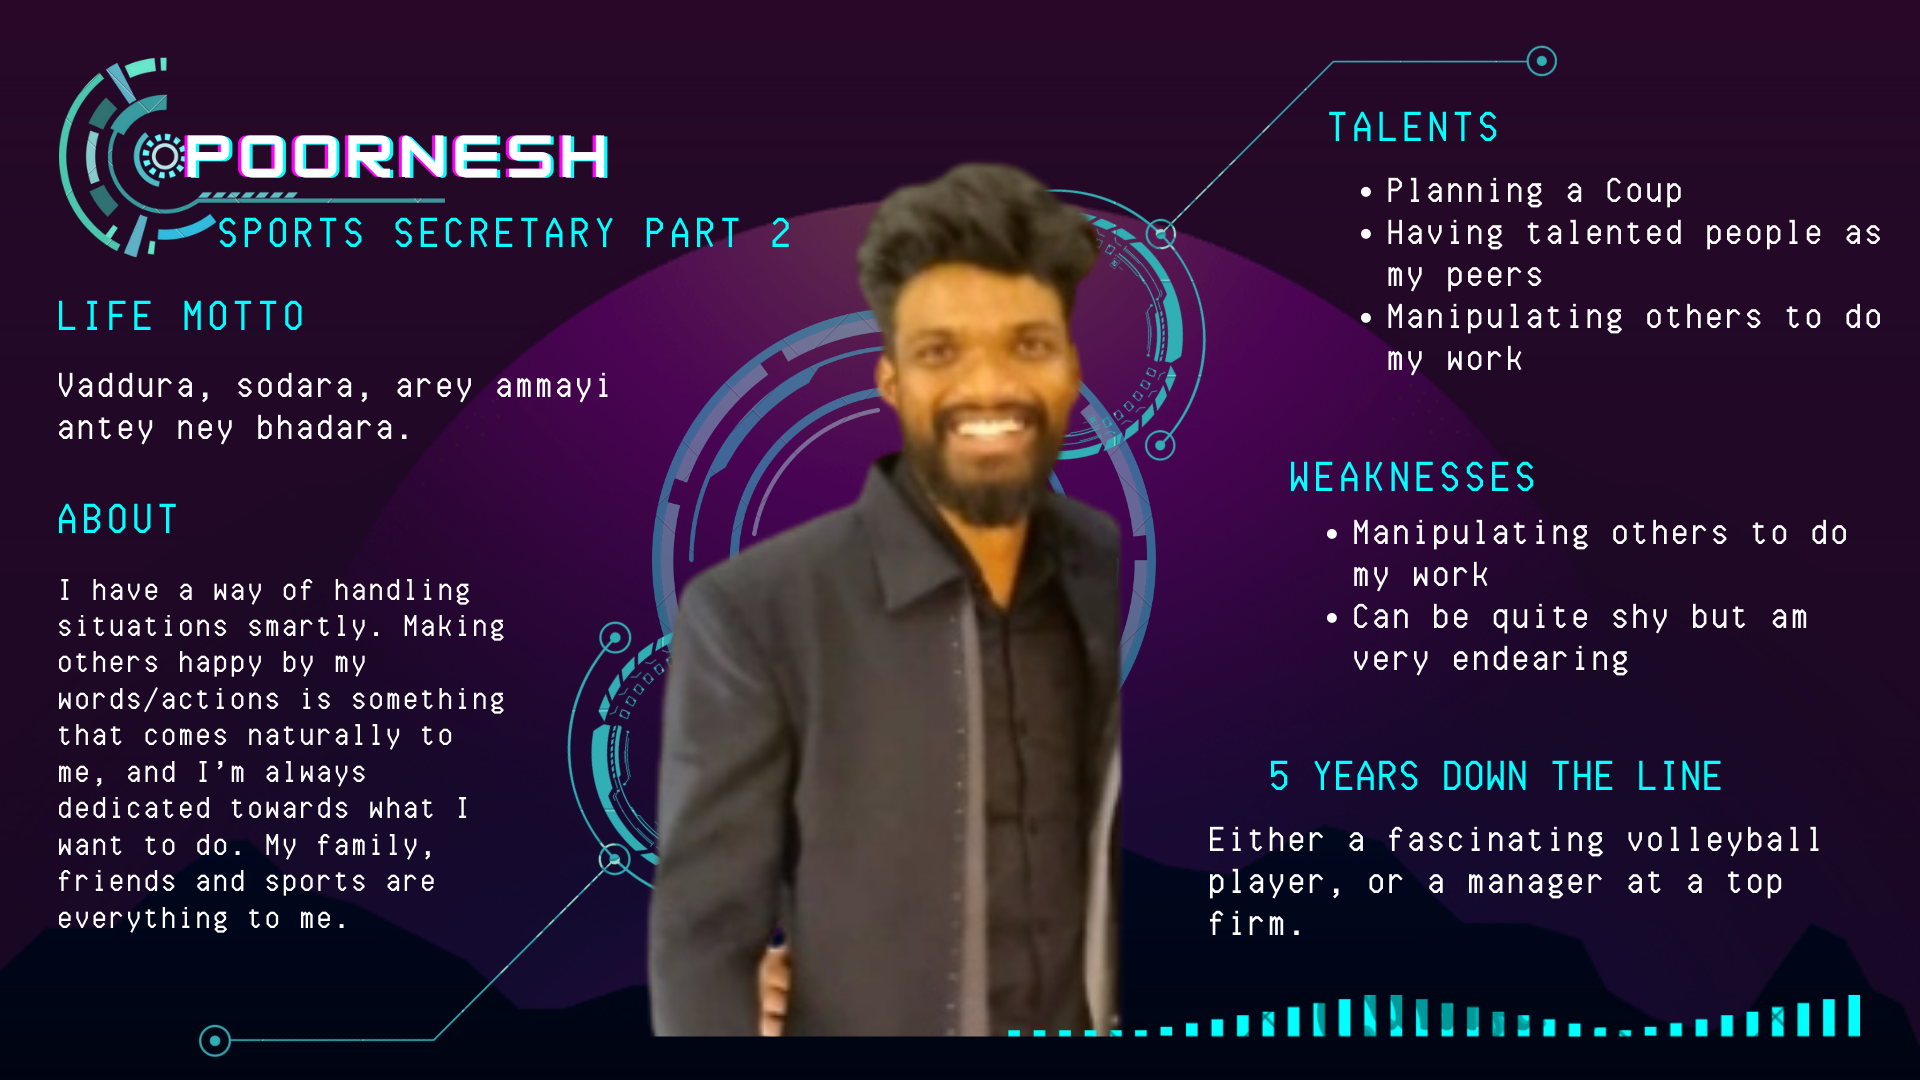 POORNESH
SPORTS SECRETARY PART 2
LIFE MOTTO
Vaddura, sodara, arey ammayi
antey ney bhadara.
ABOUT
I have a way of handling
situations smartly. Making
others happy by my
words/actions is something
that comes naturally to
me, and I’m always
dedicated towards what I
want to do. My family,
friends and sports are
everything to me.
TALENTS
• Planning a Coup
• Having talented people as
my peers
• Manipulating others to do
my work
WEAKNESSES
• Manipulating others to do
my work
• Can be quite shy but am
very endearing
5 YEARS DOWN THE LINE
Either a fascinating volleyball
player, or a manager at a top
firm.